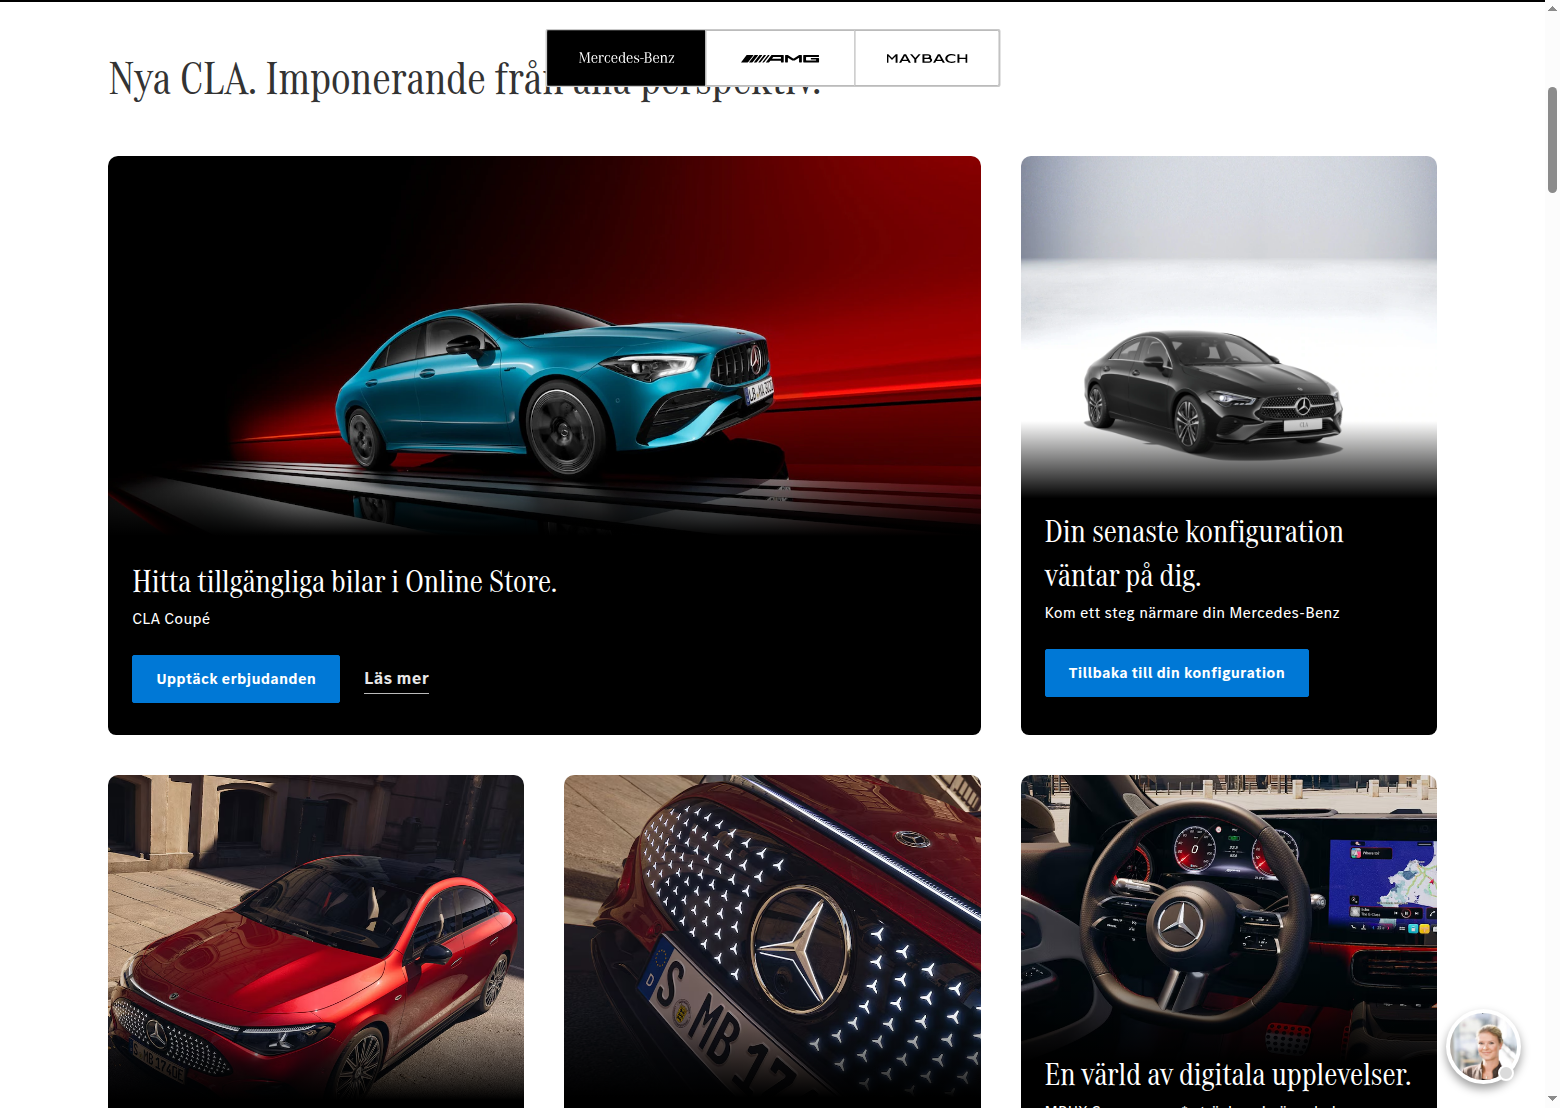 Mercedes-Benz
AMG
MAYBACH
Nya CLA. Imponerande från alla perspektiv.
Hitta tillgängliga bilar i Online Store.
CLA Coupé
Upptäck erbjudanden
Läs mer
Din senaste konfiguration
väntar på dig.
Kom ett steg närmare din Mercedes-Benz
Tillbaka till din konfiguration
S MB 17
En värld av digitala upplevelser.